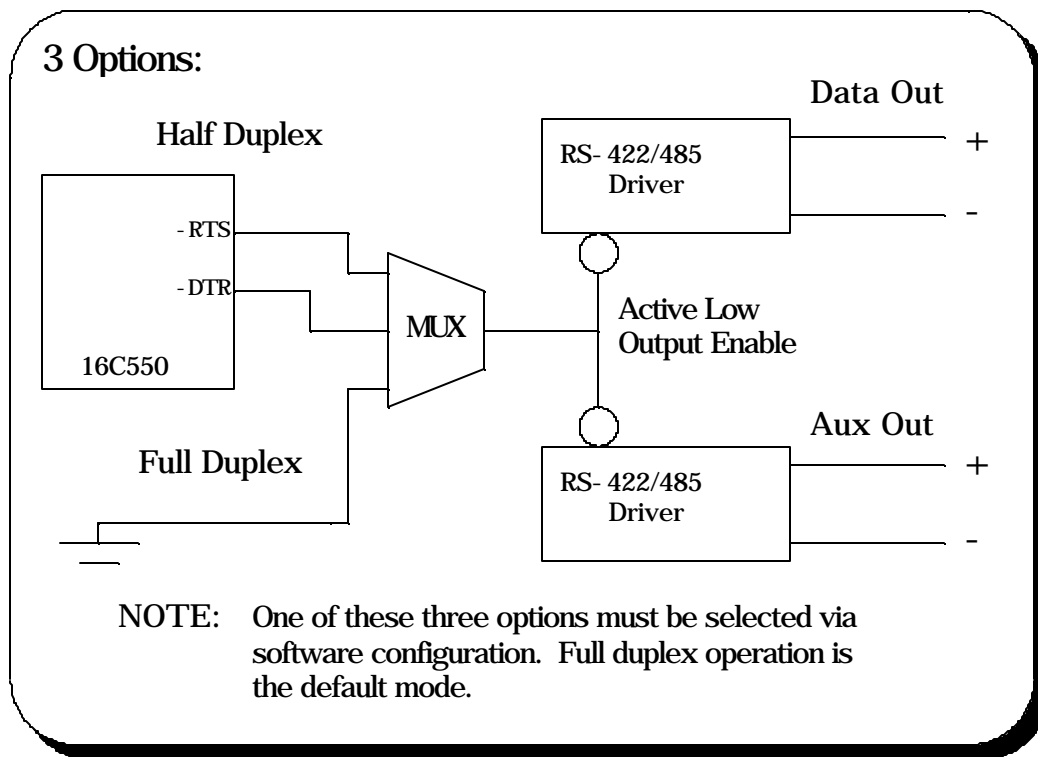 3 Options:
Data Out
Half Duplex
RS-422/485
Driver
+
-
-RTS
-DTR
16C550
MUX
Active Low
Output Enable
Aux Out
Full Duplex
RS-422/485
Driver
+
-
NOTE: One of these three options must be selected via
software configuration. Full duplex operation is
the default mode.